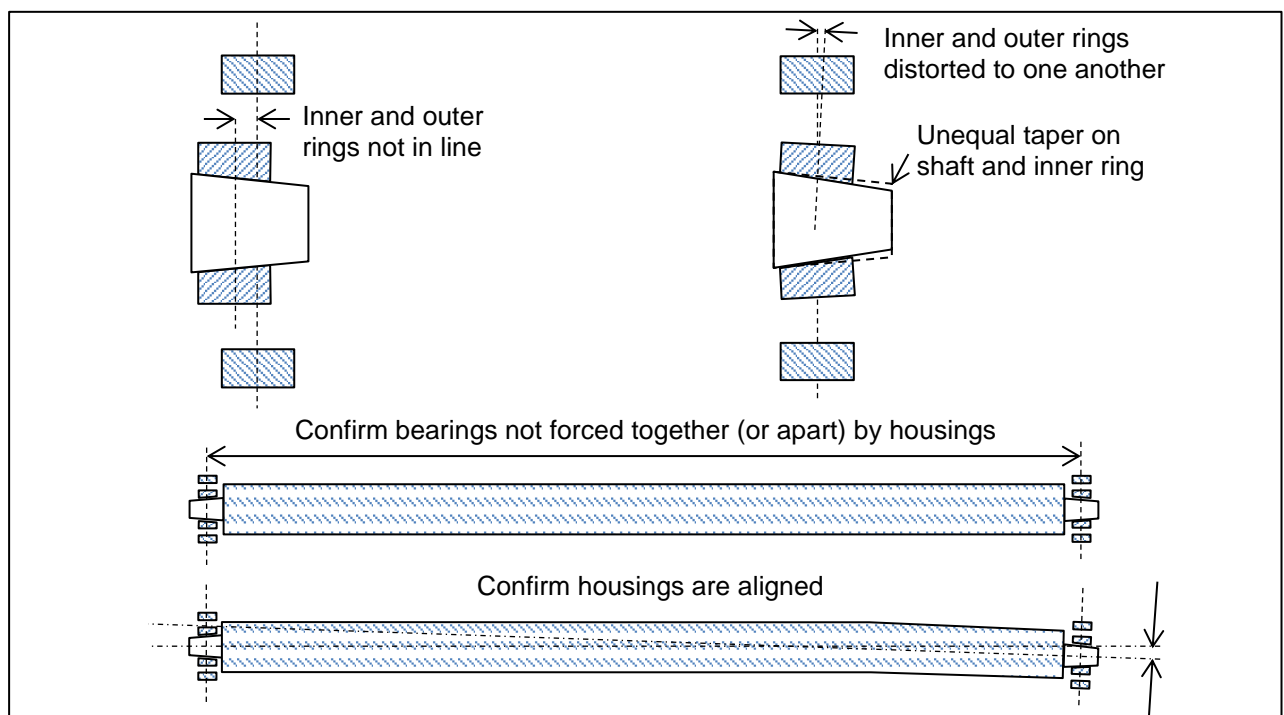 Inner and outer
rings not in line
Inner and outer rings
distorted to one another
Unequal taper on
shaft and inner ring
Confirm bearings not forced together (or apart) by housings
Confirm housings are aligned